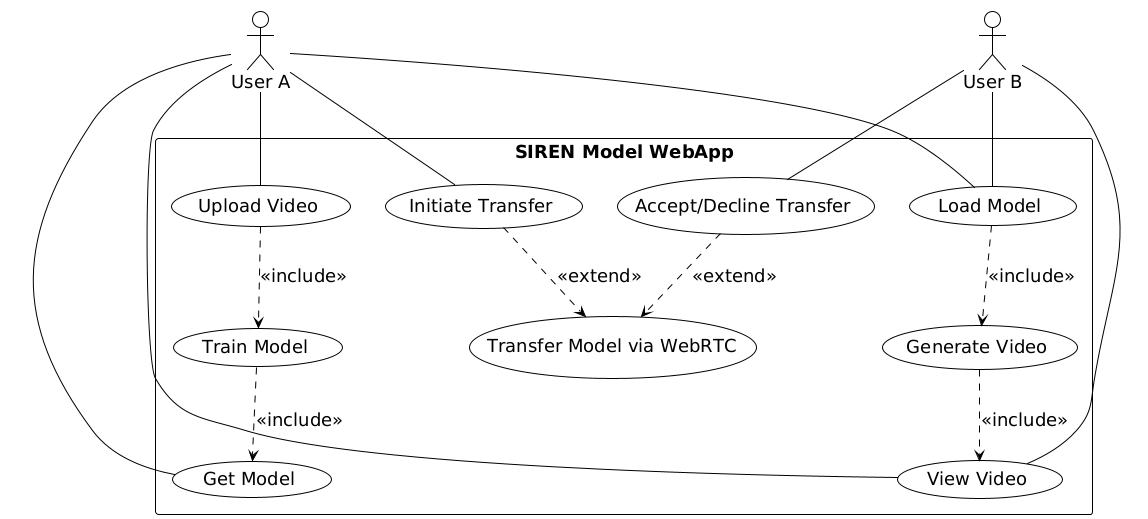 User A
User B
SIREN Model WebApp
Upload Video
Initiate Transfer
Accept/Decline Transfer
Load Model
«include»
«extend»
«extend»
«include»
Train Model
Transfer Model via WebRTC
Generate Video
«include»
«include»
Get Model
View Video